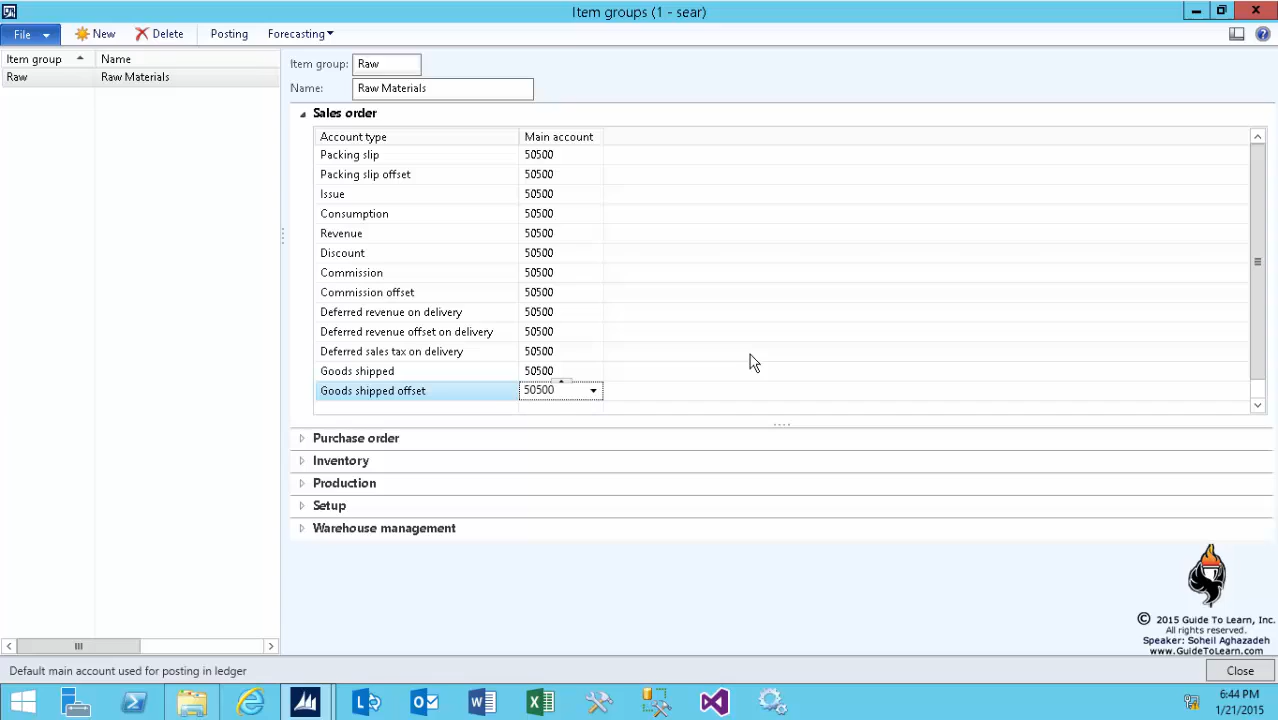 Item groups (1 - sear)
File New Delete Posting Forecasting
Item group Name
Raw Raw Materials
Item group: Raw
Name: Raw Materials
Sales order
Account type Main account
Packing slip 50500
Packing slip offset 50500
Issue 50500
Consumption 50500
Revenue 50500
Discount 50500
Commission 50500
Commission offset 50500
Deferred revenue on delivery 50500
Deferred revenue offset on delivery 50500
Deferred sales tax on delivery 50500
Goods shipped 50500
Goods shipped offset 50500
Purchase order
Inventory
Production
Setup
Warehouse management
© 2015 Guide To Learn, Inc.
All rights reserved.
Speaker: Soheil Aghazadeh
www.GuideToLearn.com
Default main account used for posting in ledger
Close
6:44 PM
1/21/2015